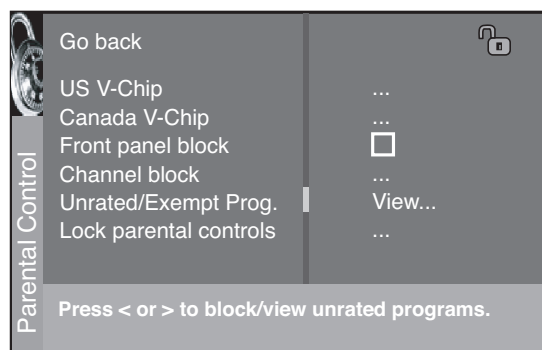 Parental Control
Go back
US V-Chip ...
Canada V-Chip ...
Front panel block
Channel block ...
Unrated/Exempt Prog. View...
Lock parental controls ...
Press < or > to block/view unrated programs.